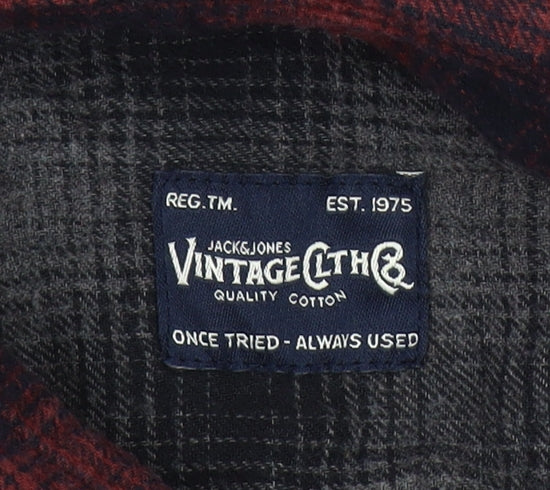 REG.TM. EST. 1975
JACK&JONES
VINTAGE CLTH Co
QUALITY COTTON
ONCE TRIED - ALWAYS USED